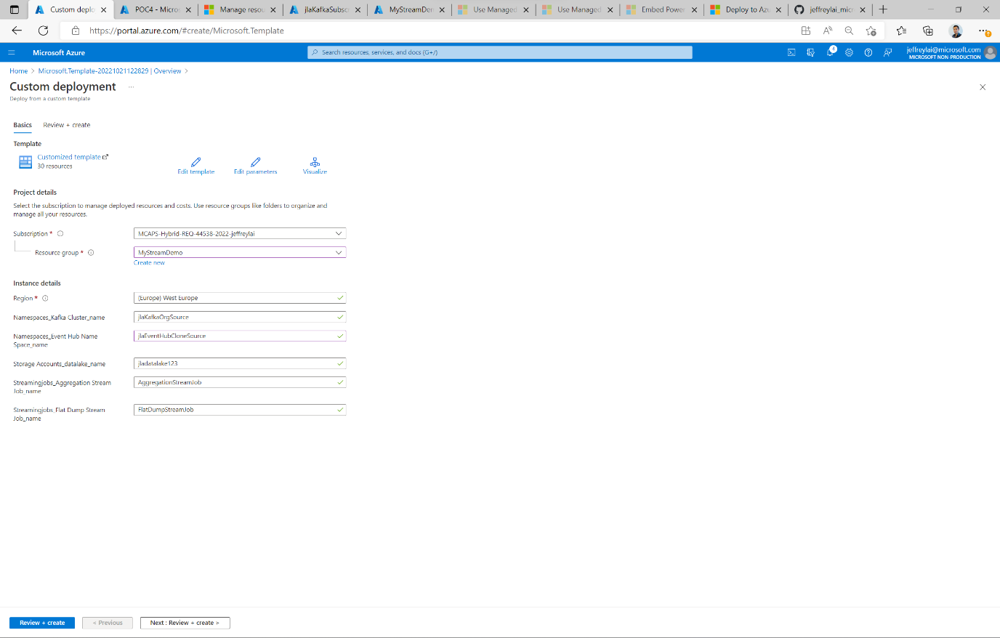 Custom deplo
POC4 - Micros
Manage resou
jlaKafkaSubsc
MyStreamDem
Use Managed
Use Managed
Embed Power
Deploy to Azu
jeffreylai_micr
https://portal.azure.com/#create/Microsoft.Template
Microsoft Azure
Search resources, services, and docs (G+/)
4
jeffreylai@microsoft.com
MICROSOFT NON-PRODUCTION
Home > Microsoft.Template-20221021122829 | Overview >
Custom deployment ...
Deploy from a custom template
Basics Review + create
Template
Customized template
30 resources
Edit template
Edit parameters
Visualize
Project details
Select the subscription to manage deployed resources and costs. Use resource groups like folders to organize and
manage all your resources.
Subscription * MCAPS-Hybrid-REQ-44538-2022-jeffreylai
Resource group * MyStreamDemo
Create new
Instance details
Region * (Europe) West Europe
Namespaces_Kafka Cluster_name jlaKafkaOrgSource
Namespaces_Event Hub Name
Space_name
jlaEventHubCloneSource
Storage Accounts_datalake_name jladatalake123
Streamingjobs_Aggregation Stream
Job_name
AggregationStreamJob
Streamingjobs_Flat Dump Stream
Job_name
FlatDumpStreamJob
Review + create
< Previous
Next : Review + create >